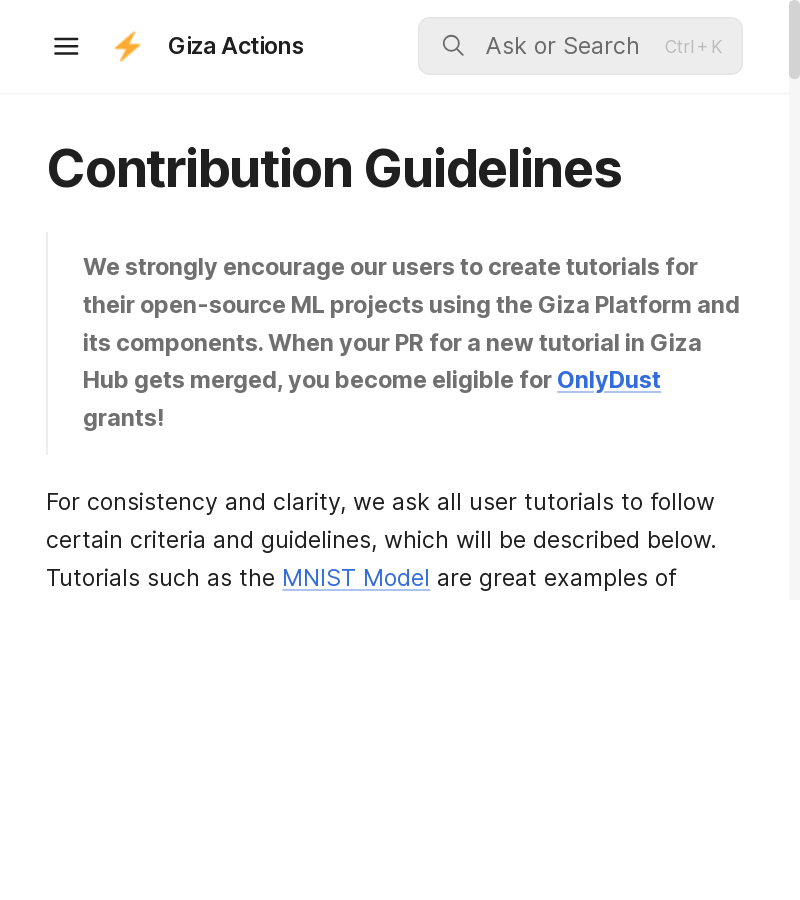 Giza Actions
Ask or Search Ctrl + K
Contribution Guidelines
We strongly encourage our users to create tutorials for
their open-source ML projects using the Giza Platform and
its components. When your PR for a new tutorial in Giza
Hub gets merged, you become eligible for OnlyDust
grants!
For consistency and clarity, we ask all user tutorials to follow
certain criteria and guidelines, which will be described below.
Tutorials such as the MNIST Model are great examples of